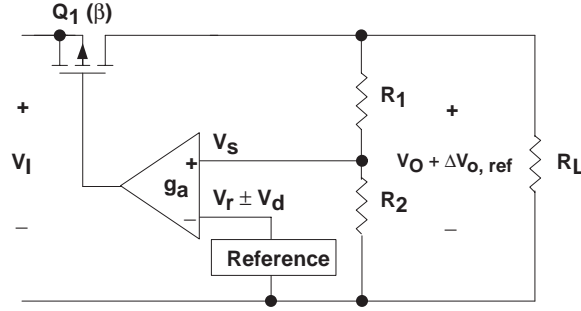 Q1 (β)
+
VI
−
ga
+
−
Vs
Vr ± Vd
Reference
R1
R2
+
VO + ΔVo, ref
−
RL